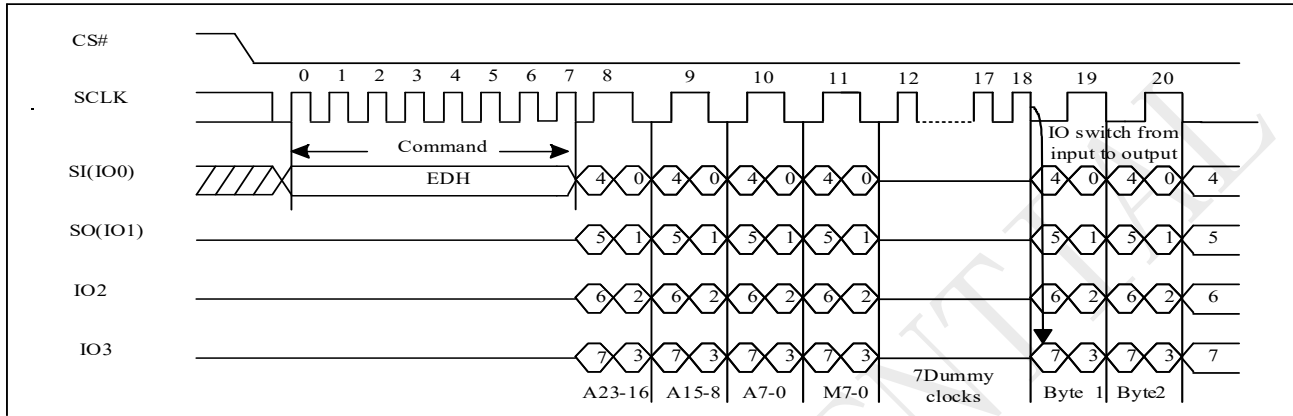 CS#
0 1 2 3 4 5 6 7 8 9 10 11 12 17 18 19 20
SCLK
IO switch from
input to output
Command
SI(IO0) EDH 4 0 4 0 4 0 4 0 4 0 4 0 4
SO(IO1) 5 1 5 1 5 1 5 1 5 1 5 1 5
IO2 6 2 6 2 6 2 6 2 6 2 6 2 6
IO3 7 3 7 3 7 3 7 3 7 3 7 3 7
A23-16 A15-8 A7-0 M7-0 7Dummy
clocks Byte 1 Byte2